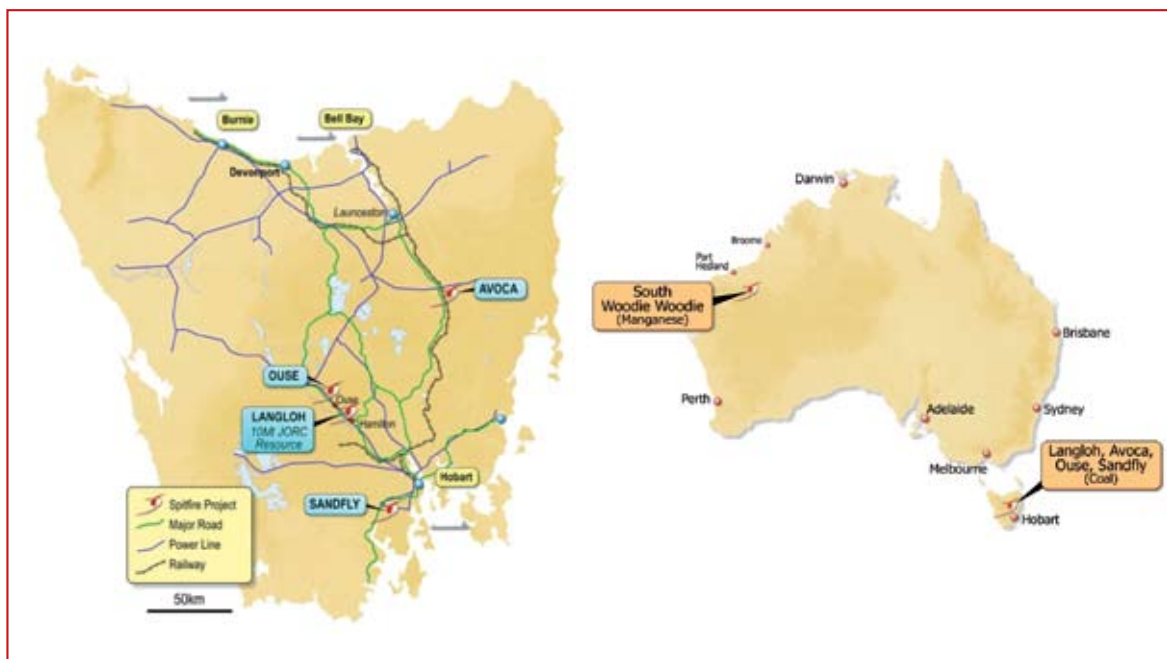 Burnie
Bell Bay
Devonport
Launceston
AVOCA
OUSE
Ouse
LANGLOH
10Mt JORC
Resource
Hamilton
Hobart
SANDFLY
Spitfire Project
Major Road
Power Line
Railway
50km
Darwin
Broome
Port
Hedland
South
Woodie Woodie
(Manganese)
Brisbane
Perth
Adelaide
Sydney
Melbourne
Langloh, Avoca,
Ouse, Sandfly
(Coal)
Hobart